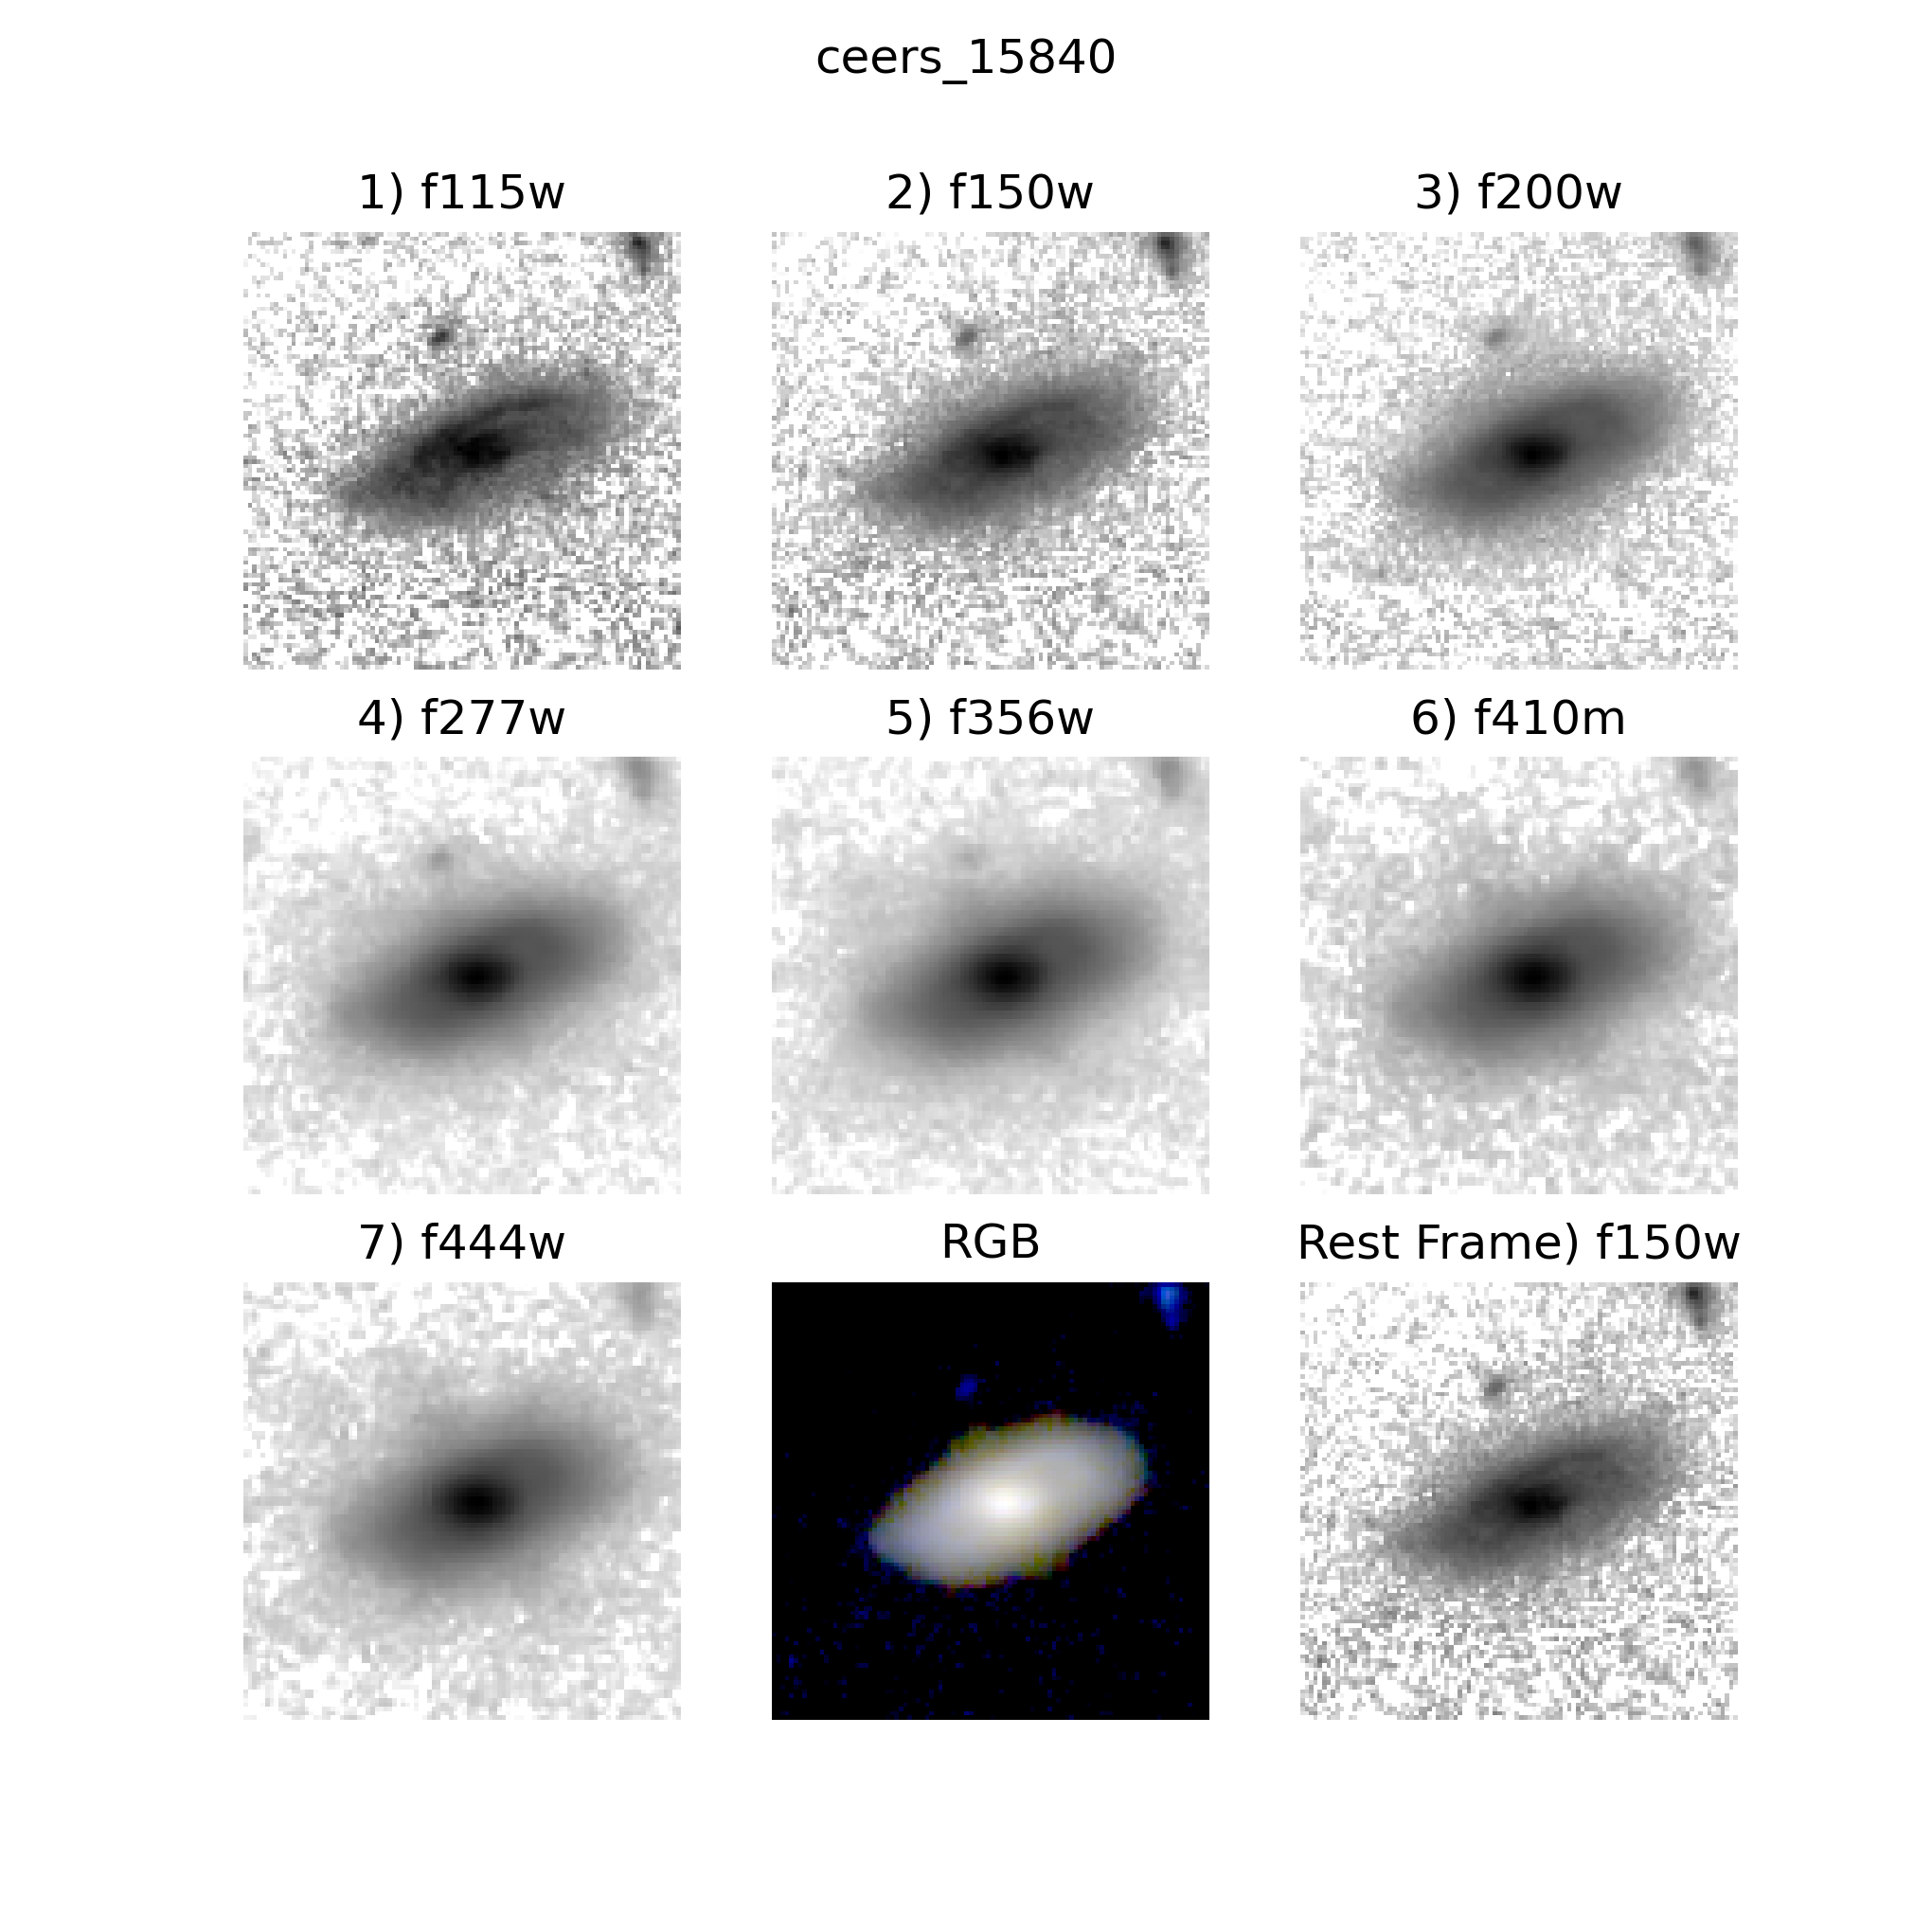 ceers_15840
1) f115w
2) f150w
3) f200w
4) f277w
5) f356w
6) f410m
7) f444w
RGB
Rest Frame) f150w